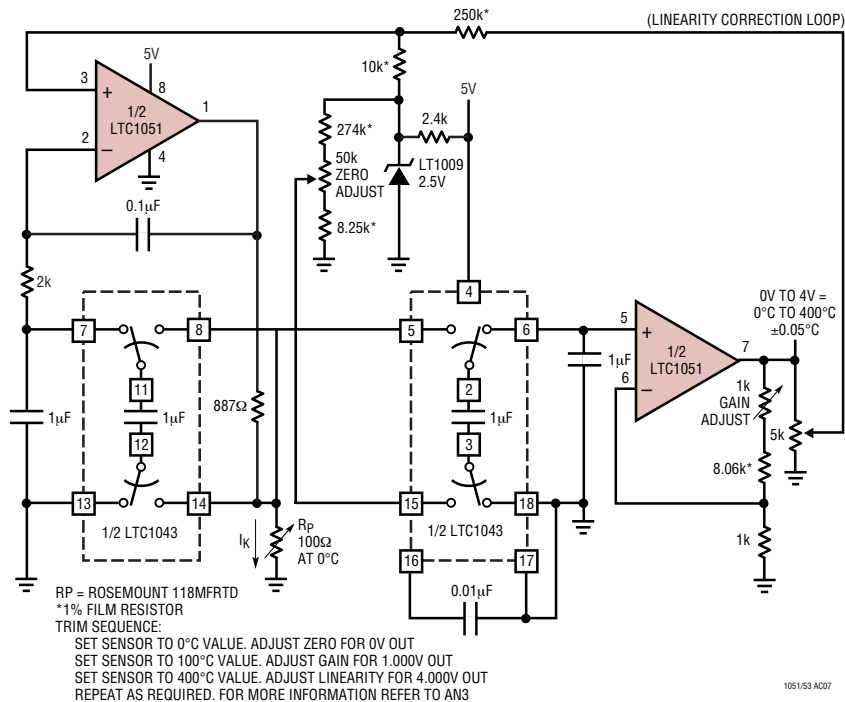 250k*
(LINEARITY CORRECTION LOOP)
5V
10k*
3
8
+
1/2
LTC1051
1
2
–
4
5V
2.4k
274k*
50k
ZERO
ADJUST
LT1009
2.5V
8.25k*
0.1µF
2k
4
0V TO 4V =
0°C TO 400°C
±0.05°C
7
8
5
6
5
+
1/2
LTC1051
7
6
–
11
1µF
1µF
12
887Ω
2
1µF
3
1µF
1k
GAIN
ADJUST
5k
8.06k*
13
14
15
18
1/2 LTC1043
1/2 LTC1043
IK
RP
100Ω
AT 0°C
1k
16
17
0.01µF
RP = ROSEMOUNT 118MFRTD
*1% FILM RESISTOR
TRIM SEQUENCE:
SET SENSOR TO 0°C VALUE. ADJUST ZERO FOR 0V OUT
SET SENSOR TO 100°C VALUE. ADJUST GAIN FOR 1.000V OUT
SET SENSOR TO 400°C VALUE. ADJUST LINEARITY FOR 4.000V OUT
REPEAT AS REQUIRED. FOR MORE INFORMATION REFER TO AN3
1051/53 AC07